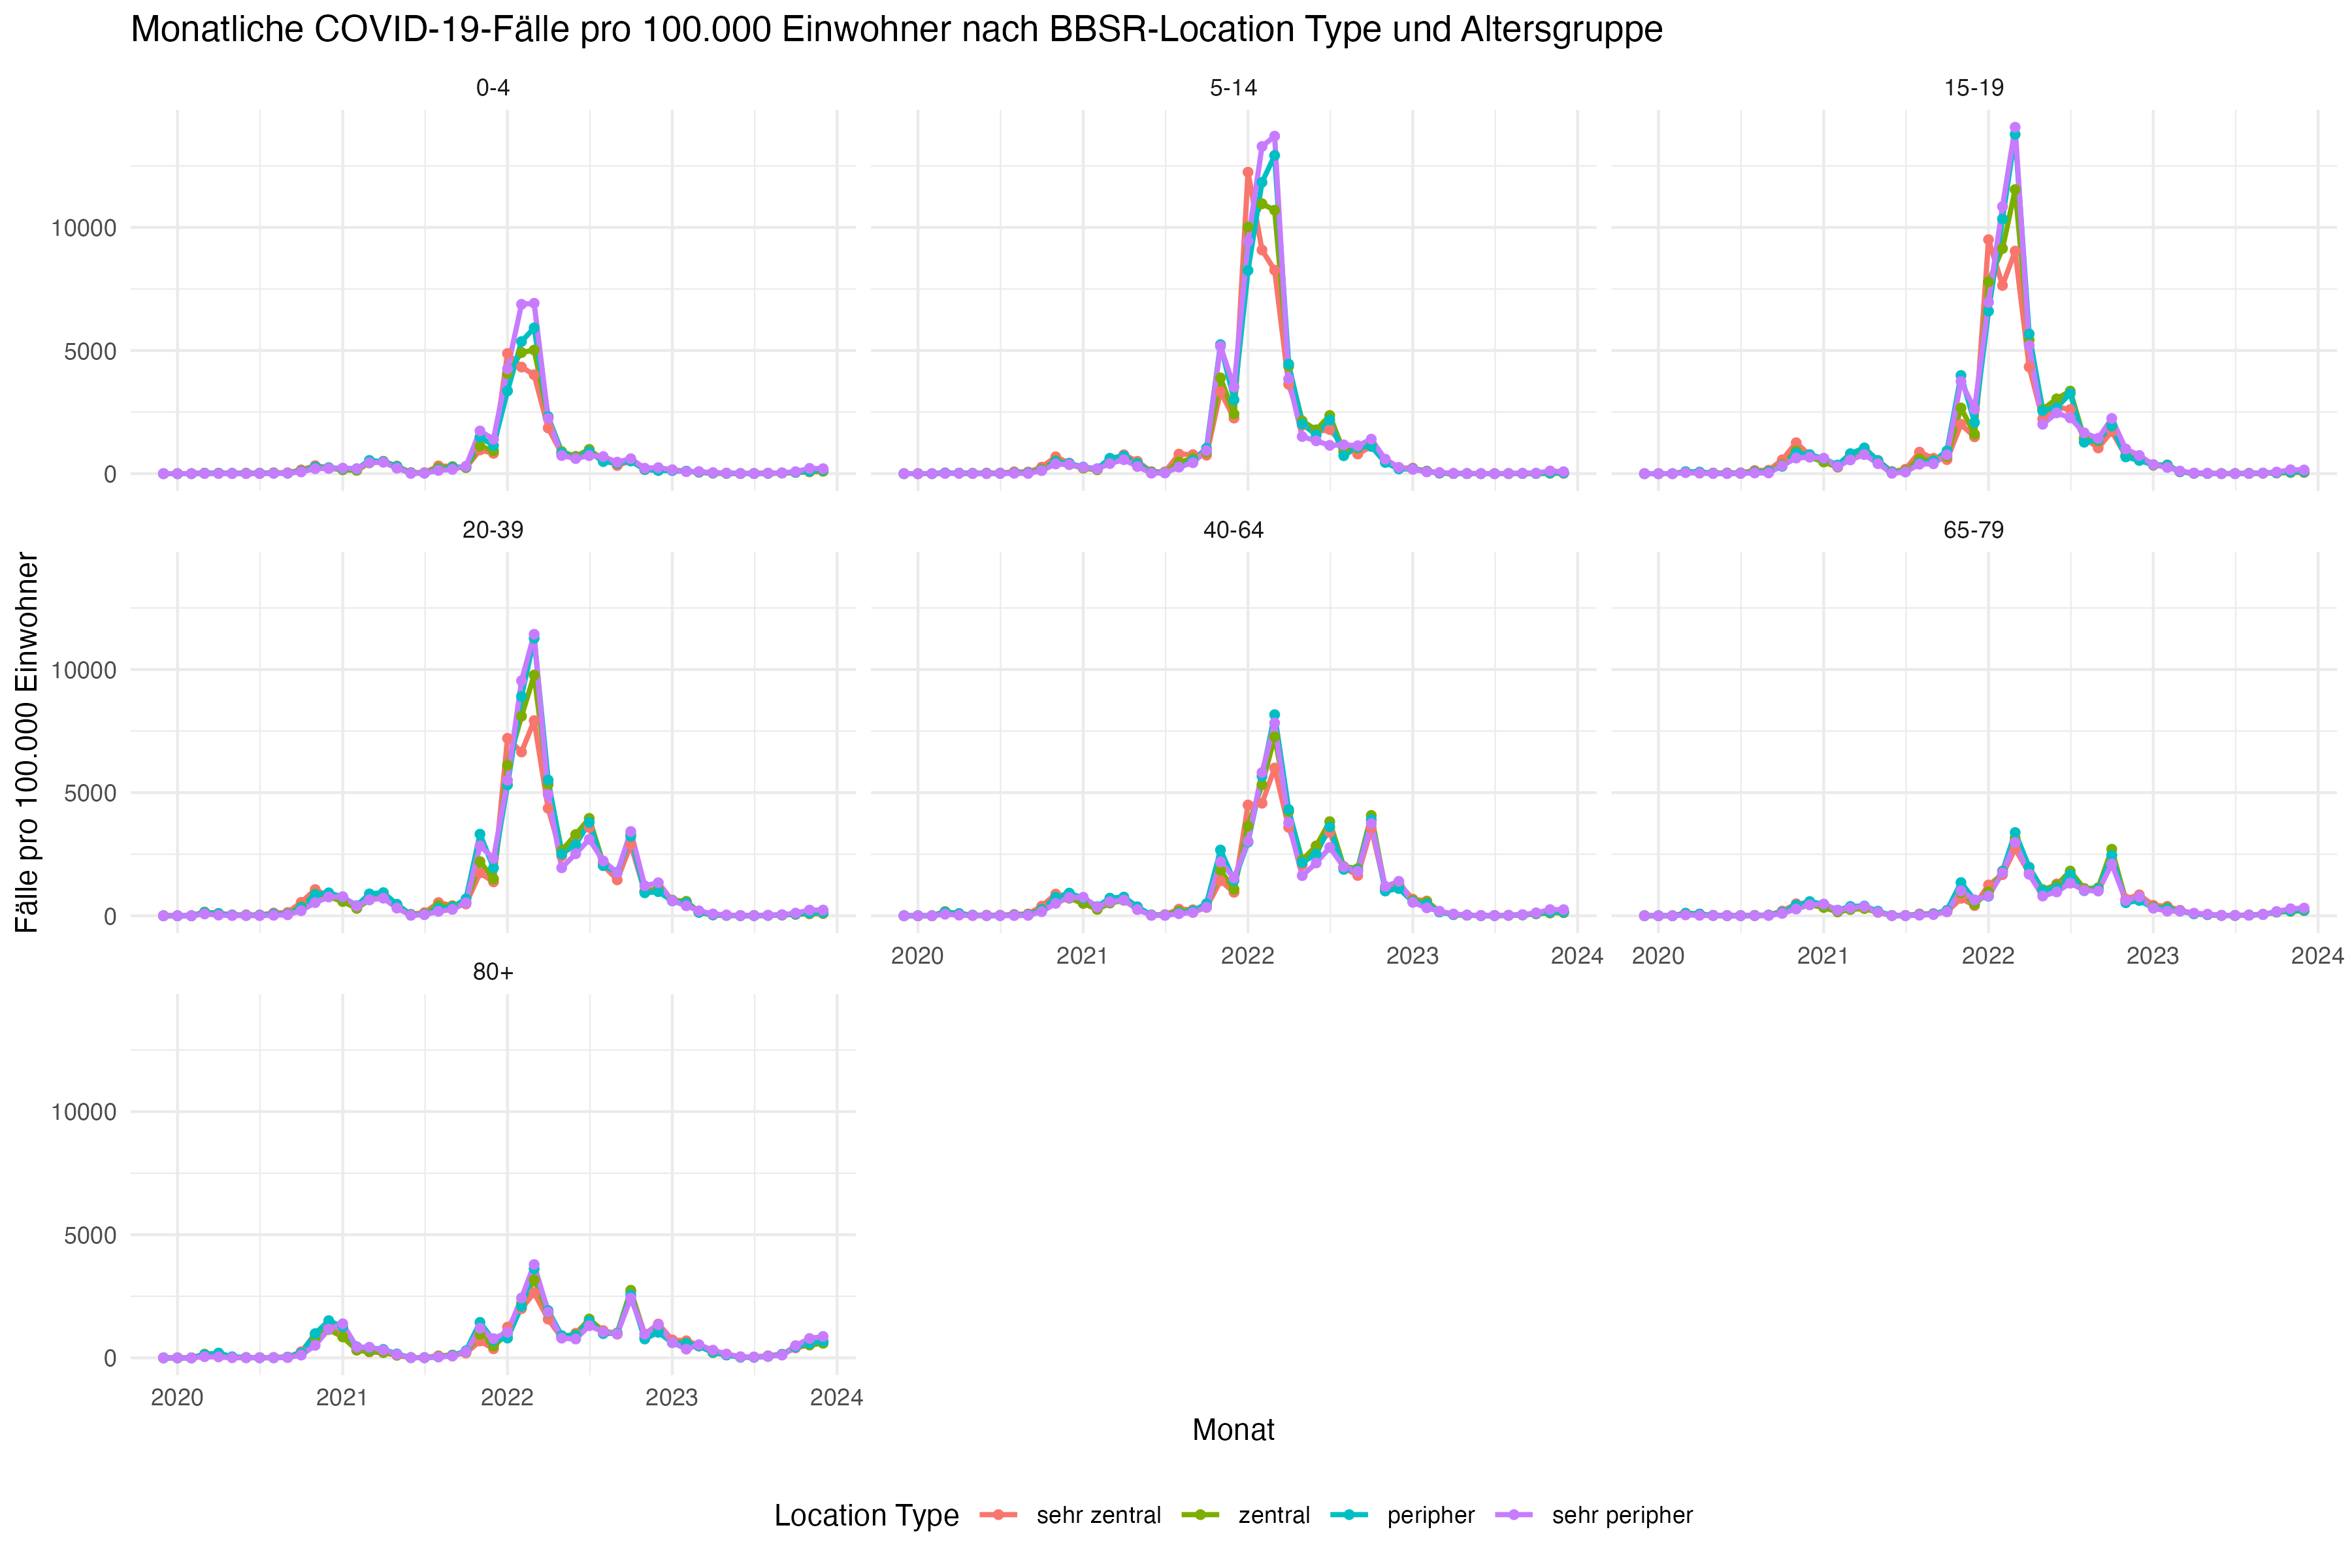 Monatliche COVID-19-Fälle pro 100.000 Einwohner nach BBSR-Location Type und Altersgruppe
0-4 5-14 15-19
10000
5000
0
20-39 40-64 65-79
10000
5000
0
2020 2021 2022 2023 2024 2020 2021 2022 2023 2024
80+
10000
5000
0
2020 2021 2022 2023 2024
Fälle pro 100.000 Einwohner
Monat
Location Type sehr zentral zentral peripher sehr peripher